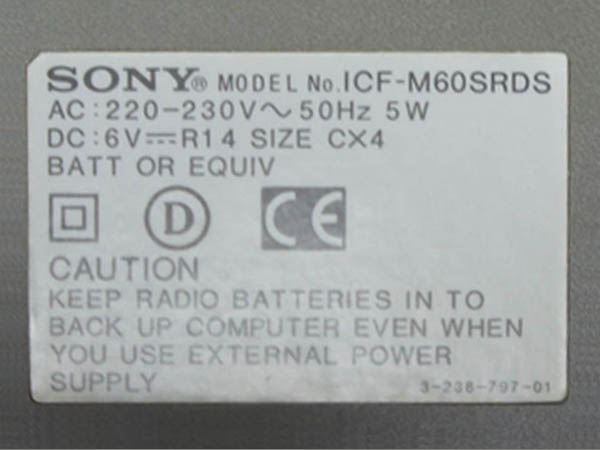 SONY® MODEL No. ICF-M60SRDS
AC:220-230V～50Hz 5W
DC:6V⎓R14 SIZE CX4
BATT OR EQUIV
D CE
CAUTION
KEEP RADIO BATTERIES IN TO
BACK UP COMPUTER EVEN WHEN
YOU USE EXTERNAL POWER
SUPPLY 3-238-797-01